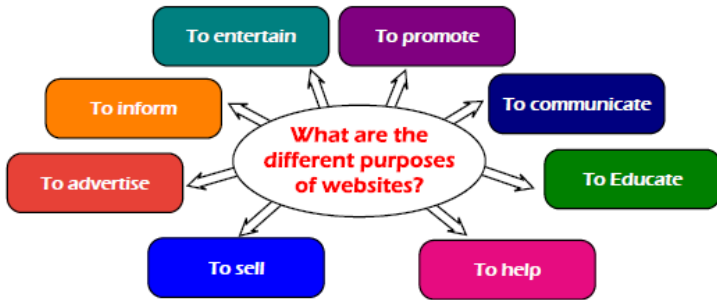 To entertain
To promote
To inform
To communicate
What are the
different purposes
of websites?
To advertise
To Educate
To sell
To help